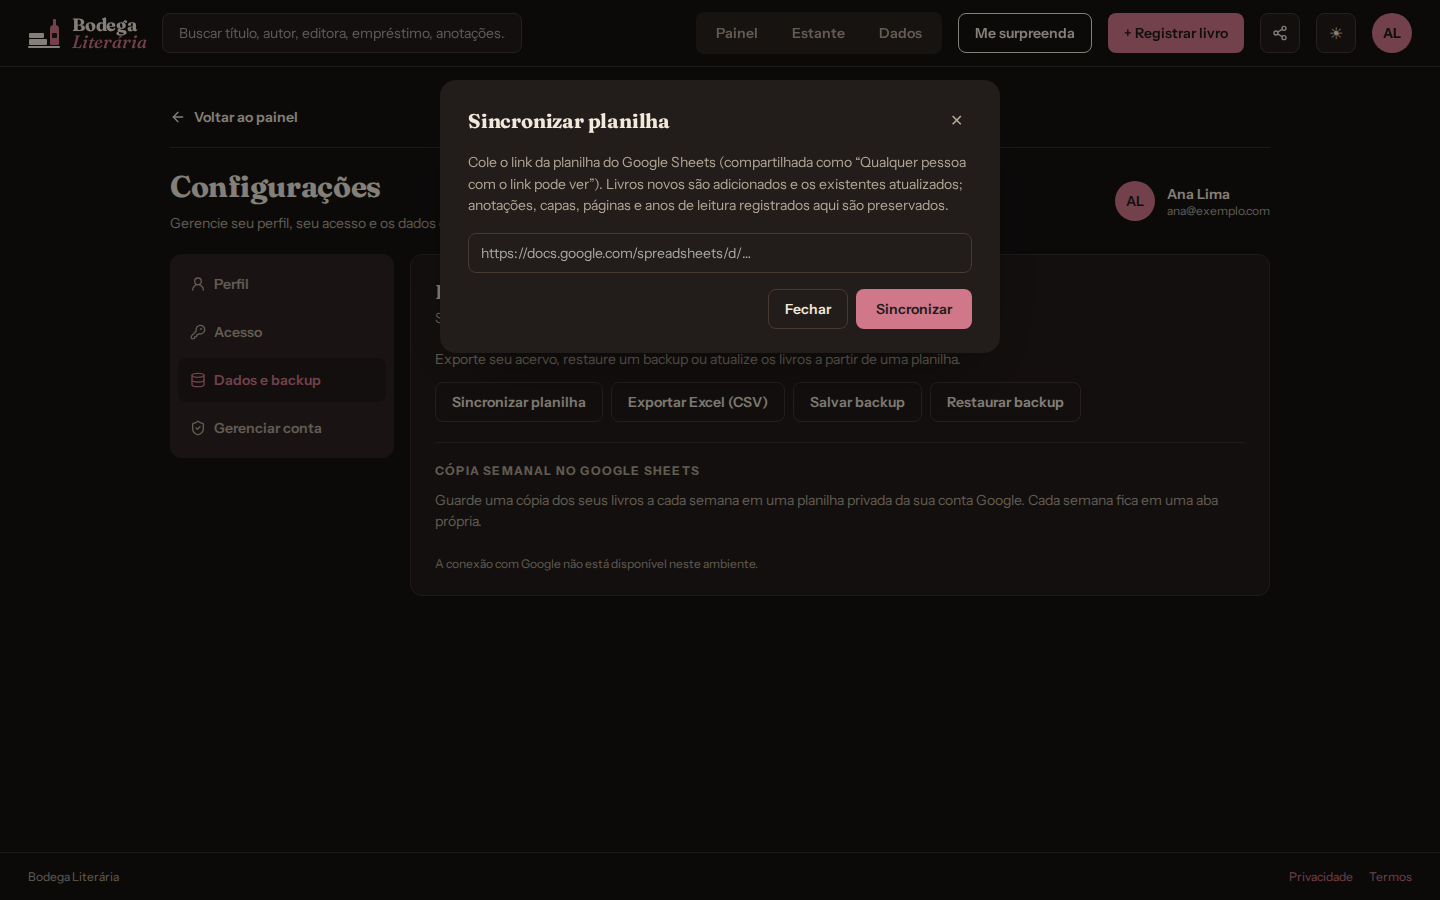 Bodega
Literária
Buscar título, autor, editora, empréstimo, anotações.
Painel
Estante
Dados
Me surpreenda
+ Registrar livro
AL
Voltar ao painel
Configurações
Gerencie seu perfil, seu acesso e os dados
AL
Ana Lima
ana@exemplo.com
Sincronizar planilha
Cole o link da planilha do Google Sheets (compartilhada como “Qualquer pessoa
com o link pode ver”). Livros novos são adicionados e os existentes atualizados;
anotações, capas, páginas e anos de leitura registrados aqui são preservados.
https://docs.google.com/spreadsheets/d/...
Fechar
Sincronizar
Perfil
Acesso
Dados e backup
Gerenciar conta
Exporte seu acervo, restaure um backup ou atualize os livros a partir de uma planilha.
Sincronizar planilha
Exportar Excel (CSV)
Salvar backup
Restaurar backup
CÓPIA SEMANAL NO GOOGLE SHEETS
Guarde uma cópia dos seus livros a cada semana em uma planilha privada da sua conta Google. Cada semana fica em uma aba
própria.
A conexão com Google não está disponível neste ambiente.
Bodega Literária
Privacidade
Termos